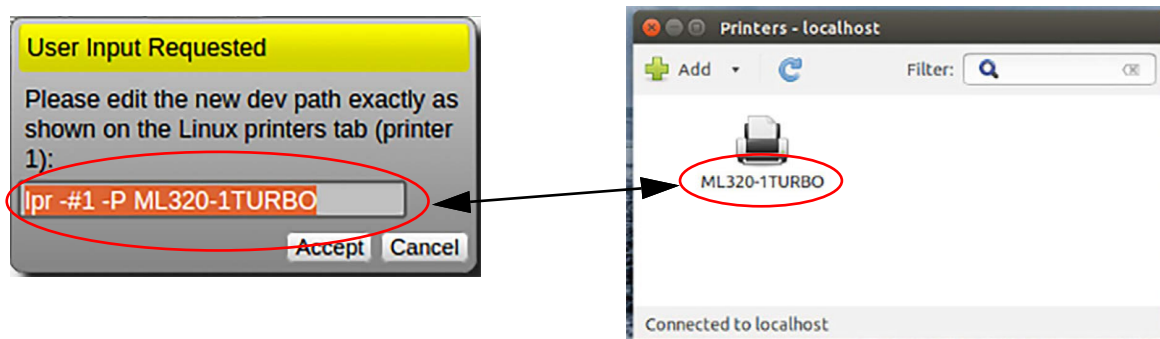 User Input Requested
Please edit the new dev path exactly as
shown on the Linux printers tab (printer
1):
lpr -#1 -P ML320-1TURBO
Accept Cancel
Printers - localhost
Add Filter:
ML320-1TURBO
Connected to localhost